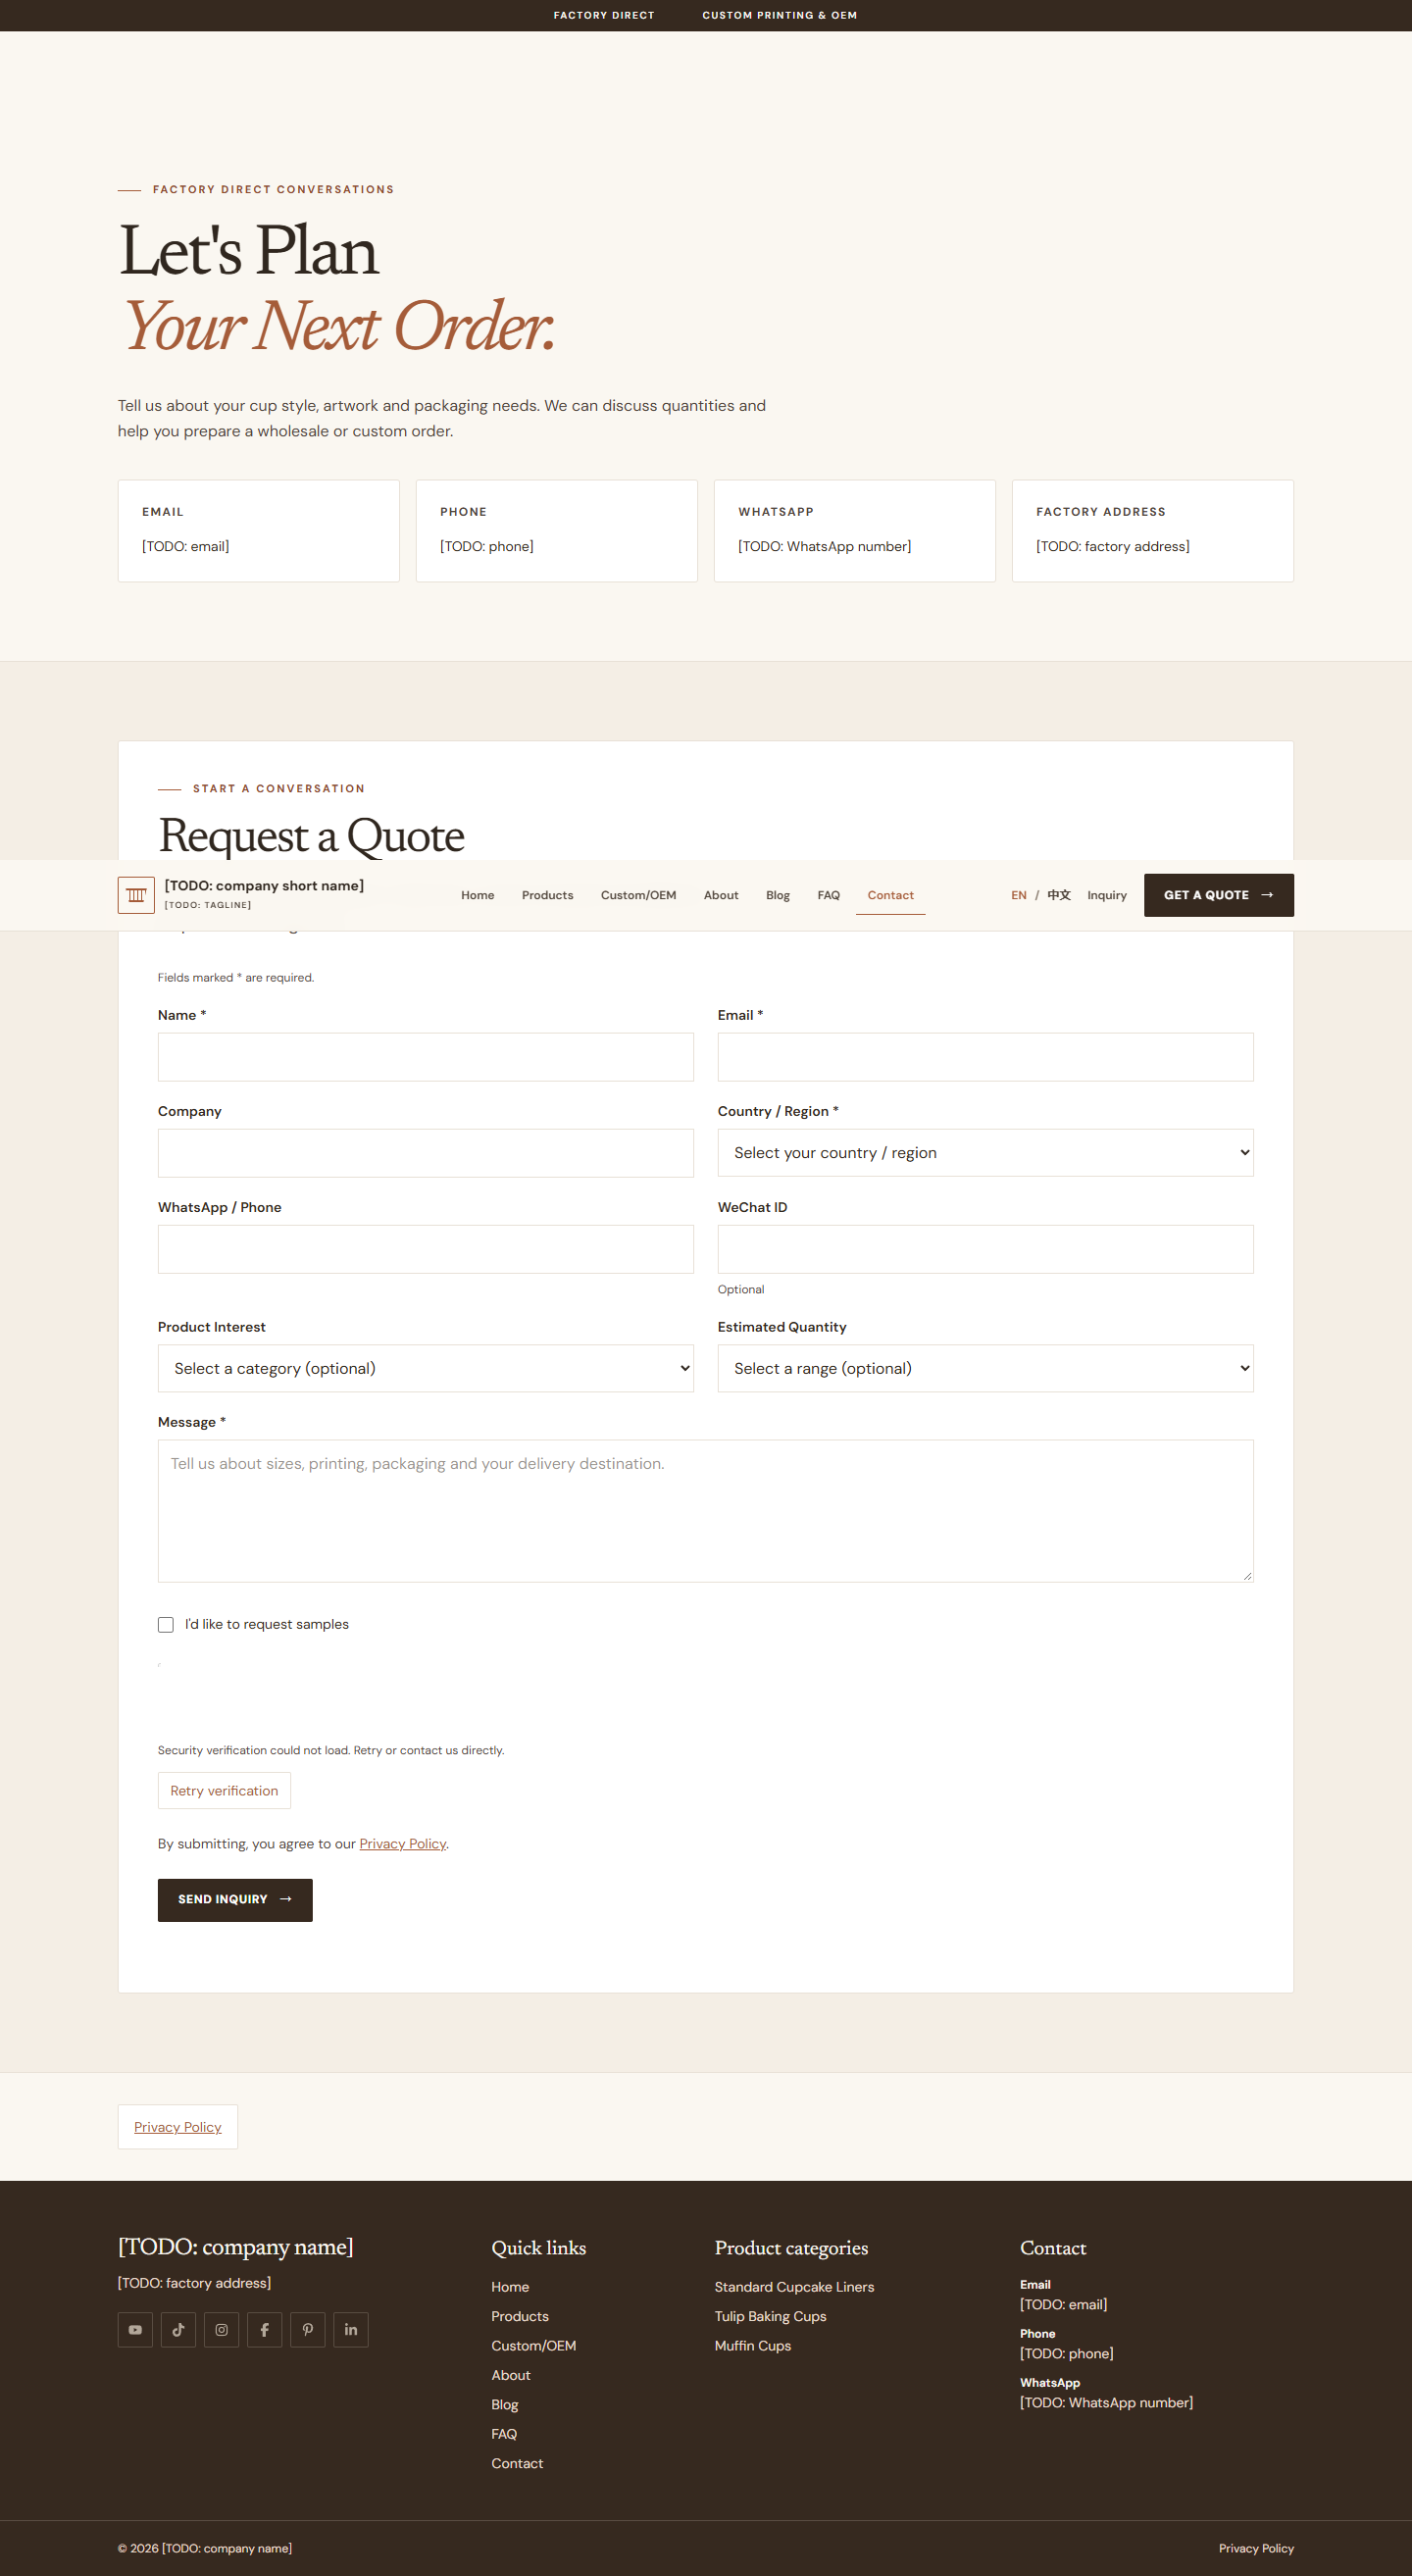 FACTORY DIRECT
CUSTOM PRINTING & OEM
FACTORY DIRECT CONVERSATIONS
Let's Plan
Your Next Order.
Tell us about your cup style, artwork and packaging needs. We can discuss quantities and
help you prepare a wholesale or custom order.
EMAIL
[TODO: email]
PHONE
[TODO: phone]
WHATSAPP
[TODO: WhatsApp number]
FACTORY ADDRESS
[TODO: factory address]
START A CONVERSATION
Request a Quote
[TODO: company short name]
[TODO: TAGLINE]
Home
Products
Custom/OEM
About
Blog
FAQ
Contact
EN / 中文
Inquiry
GET A QUOTE →
Fields marked * are required.
Name *
Email *
Company
Country / Region *
Select your country / region
WhatsApp / Phone
WeChat ID
Optional
Product Interest
Estimated Quantity
Select a category (optional)
Select a range (optional)
Message *
Tell us about sizes, printing, packaging and your delivery destination.
I'd like to request samples
Security verification could not load. Retry or contact us directly.
Retry verification
By submitting, you agree to our Privacy Policy.
SEND INQUIRY →
Privacy Policy
[TODO: company name]
[TODO: factory address]
Quick links
Home
Products
Custom/OEM
About
Blog
FAQ
Contact
Product categories
Standard Cupcake Liners
Tulip Baking Cups
Muffin Cups
Contact
Email
[TODO: email]
Phone
[TODO: phone]
WhatsApp
[TODO: WhatsApp number]
© 2026 [TODO: company name]
Privacy Policy